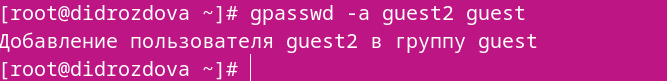 [root@didrozdova ~]# gpasswd -a guest2 guest
Добавление пользователя guest2 в группу guest
[root@didrozdova ~]#